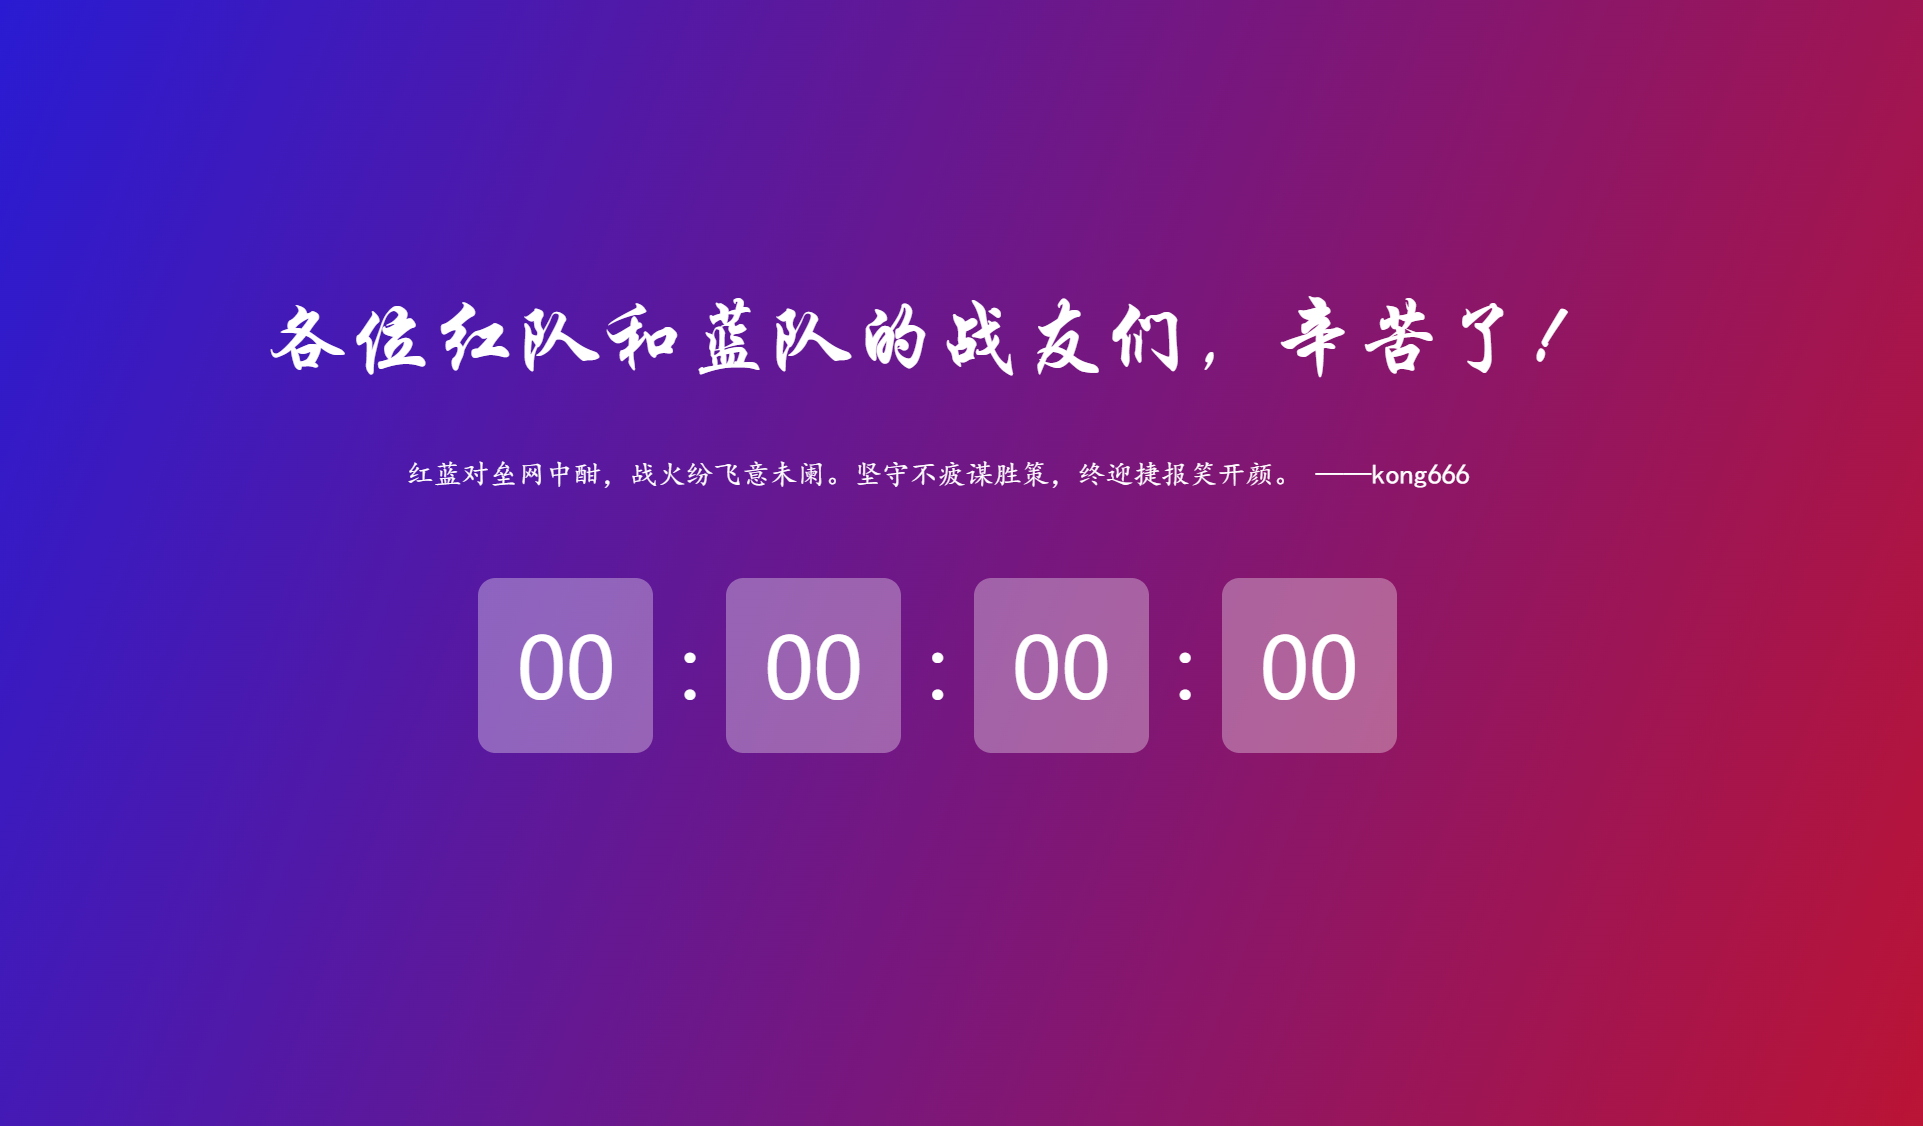 各位红队和蓝队的战友们，辛苦了！
红蓝对垒网中酣，战火纷飞意未阑。坚守不疲谋胜策，终迎捷报笑开颜。 ——kong666
00 : 00 : 00 : 00